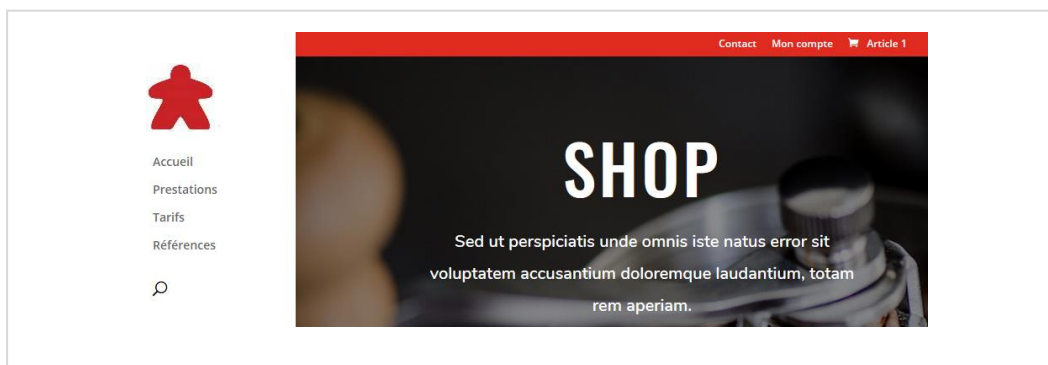 Contact Mon compte Article 1
Accueil
Prestations
Tarifs
Références
SHOP
Sed ut perspiciatis unde omnis iste natus error sit
voluptatem accusantium doloremque laudantium, totam
rem aperiam.